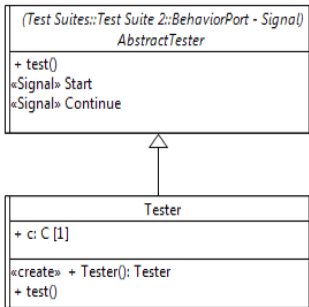 (Test Suites::Test Suite 2::BehaviorPort - Signal)
AbstractTester
+ test()
«Signal» Start
«Signal» Continue
Tester
+ c: C [1]
«create» + Tester(): Tester
+ test()